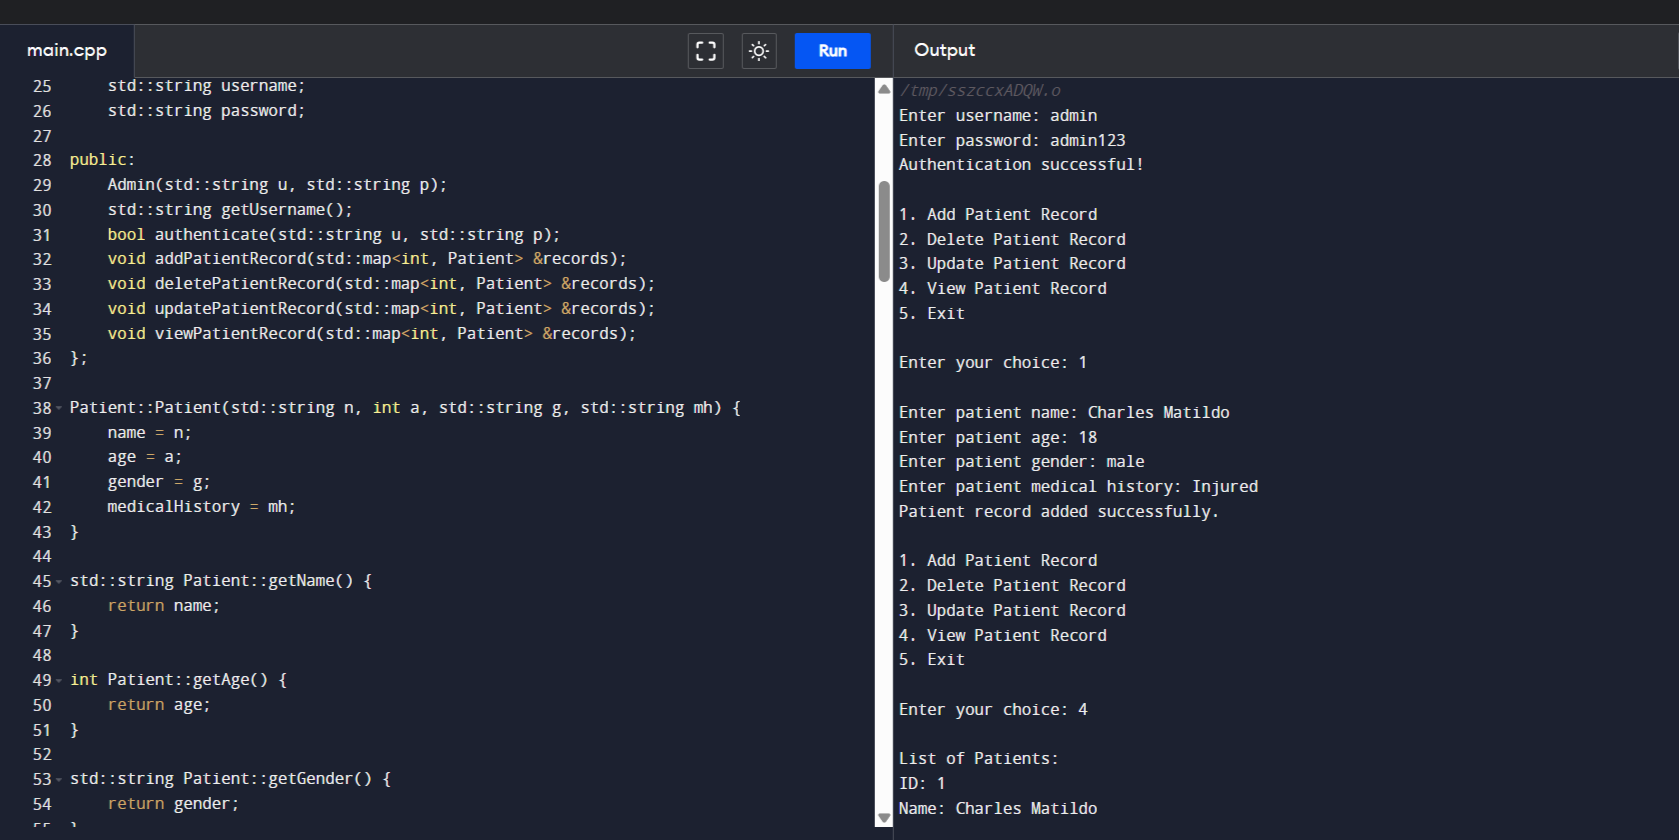 main.cpp
Run
25 std::string username;
26 std::string password;
27
28 public:
29 Admin(std::string u, std::string p);
30 std::string getUsername();
31 bool authenticate(std::string u, std::string p);
32 void addPatientRecord(std::map<int, Patient> &records);
33 void deletePatientRecord(std::map<int, Patient> &records);
34 void updatePatientRecord(std::map<int, Patient> &records);
35 void viewPatientRecord(std::map<int, Patient> &records);
36 };
37
38 Patient::Patient(std::string n, int a, std::string g, std::string mh) {
39 name = n;
40 age = a;
41 gender = g;
42 medicalHistory = mh;
43 }
44
45 std::string Patient::getName() {
46 return name;
47 }
48
49 int Patient::getAge() {
50 return age;
51 }
52
53 std::string Patient::getGender() {
54 return gender;
55 }
Output
/tmp/sszccxADQW.o
Enter username: admin
Enter password: admin123
Authentication successful!
1. Add Patient Record
2. Delete Patient Record
3. Update Patient Record
4. View Patient Record
5. Exit
Enter your choice: 1
Enter patient name: Charles Matildo
Enter patient age: 18
Enter patient gender: male
Enter patient medical history: Injured
Patient record added successfully.
1. Add Patient Record
2. Delete Patient Record
3. Update Patient Record
4. View Patient Record
5. Exit
Enter your choice: 4
List of Patients:
ID: 1
Name: Charles Matildo